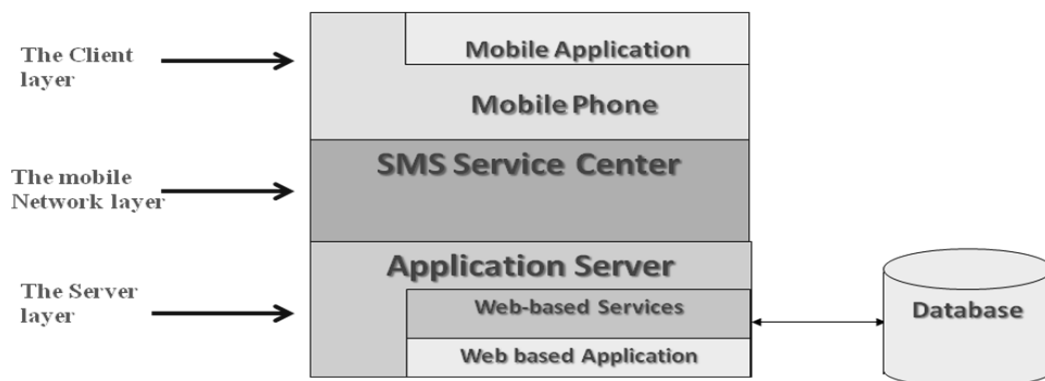 The Client
layer
Mobile Application
Mobile Phone
The mobile
Network layer
SMS Service Center
The Server
layer
Application Server
Web-based Services
Web based Application
Database